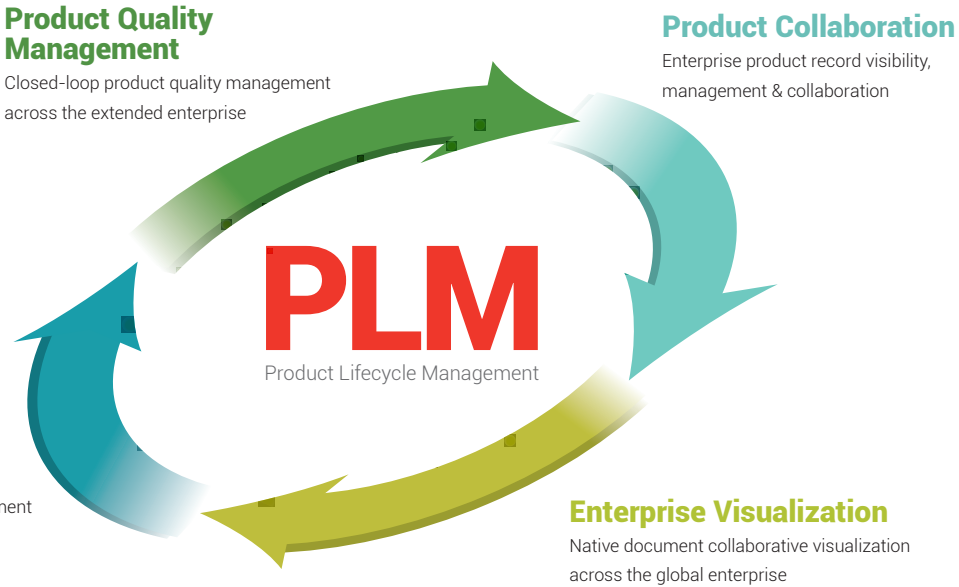 Product Quality
Management
Closed-loop product quality management
across the extended enterprise
Product Collaboration
Enterprise product record visibility,
management & collaboration
PLM
Product Lifecycle Management
Enterprise Visualization
Native document collaborative visualization
across the global enterprise